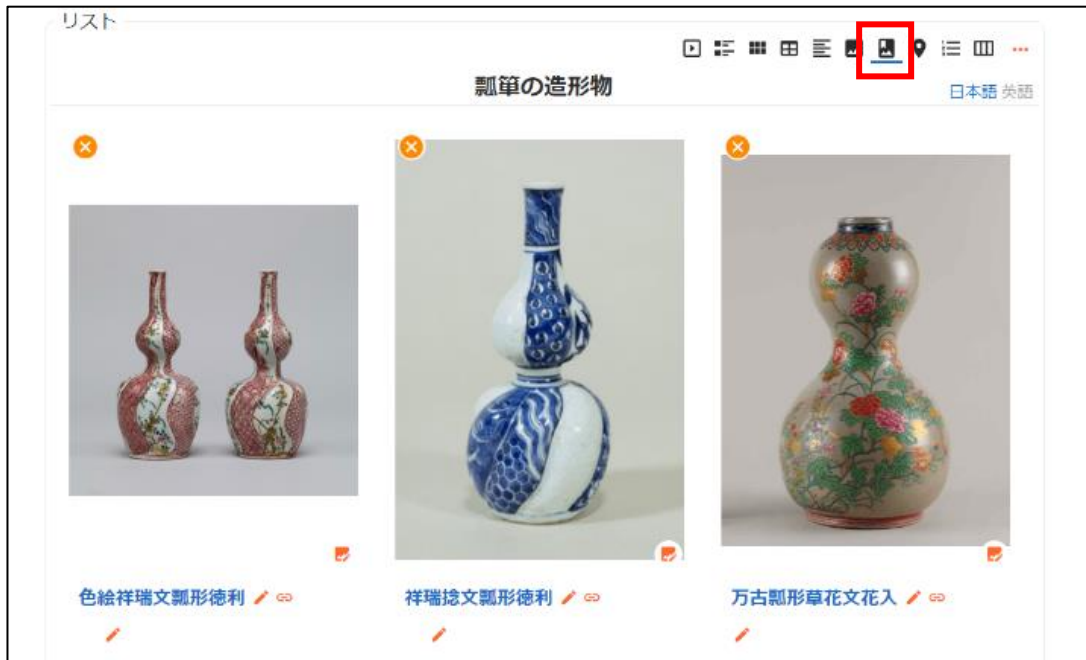 リスト
瓢箪の造形物
日本語 英語
色絵祥瑞文瓢形徳利
祥瑞捻文瓢形徳利
万古瓢形草花文花入